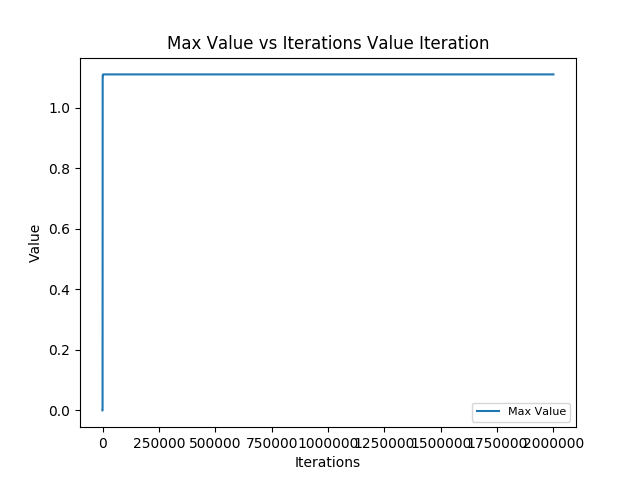 Max Value vs Iterations Value Iteration
1.0
0.8
0.6
0.4
0.2
0.0
Value
Max Value
0 250000 500000 750000 1000000 1250000 1500000 1750000 2000000
Iterations